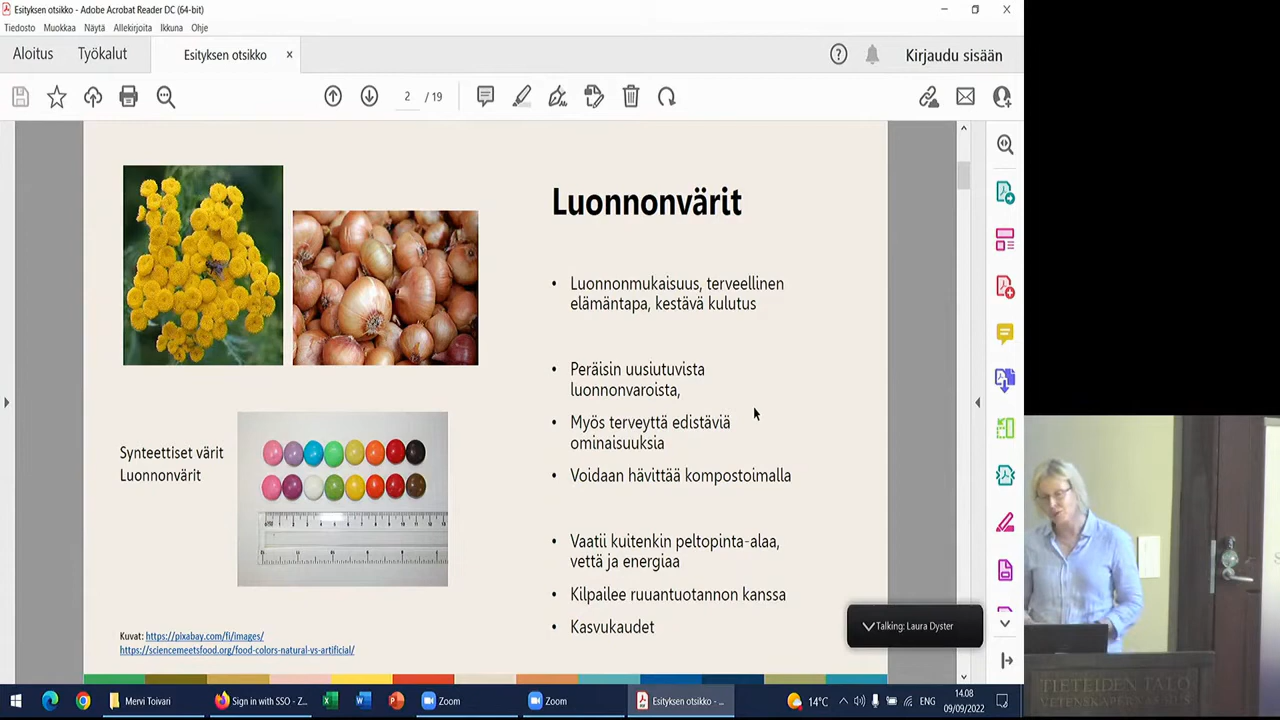 Esityksen otsikko - Adobe Acrobat Reader DC (64-bit)
Tiedosto Muokkaa Näytä Allekirjoita Ikkuna Ohje
Aloitus Työkalut Esityksen otsikko × Kirjaudu sisään
2 / 19
Luonnonvärit
• Luonnonmukaisuus, terveellinen
elämäntapa, kestävä kulutus
• Peräisin uusiutuvista
luonnonvaroista,
• Myös terveyttä edistäviä
ominaisuuksia
• Voidaan hävittää kompostoimalla
• Vaatii kuitenkin peltopinta-alaa,
vettä ja energiaa
• Kilpailee ruuantuotannon kanssa
• Kasvukaudet
Synteettiset värit
Luonnonvärit
Kuvat: https://pixabay.com/fi/images/
https://sciencemeetsfood.org/food-colors-natural-vs-artificial/
Talking: Laura Dyster
TIETEIDEN TALO
VETENSKAPERNAS HUS
Mervi Toivari
Sign in with SSO - Z...
Zoom
Zoom
Esityksen otsikko - ...
14°C
ENG
14.08
09/09/2022